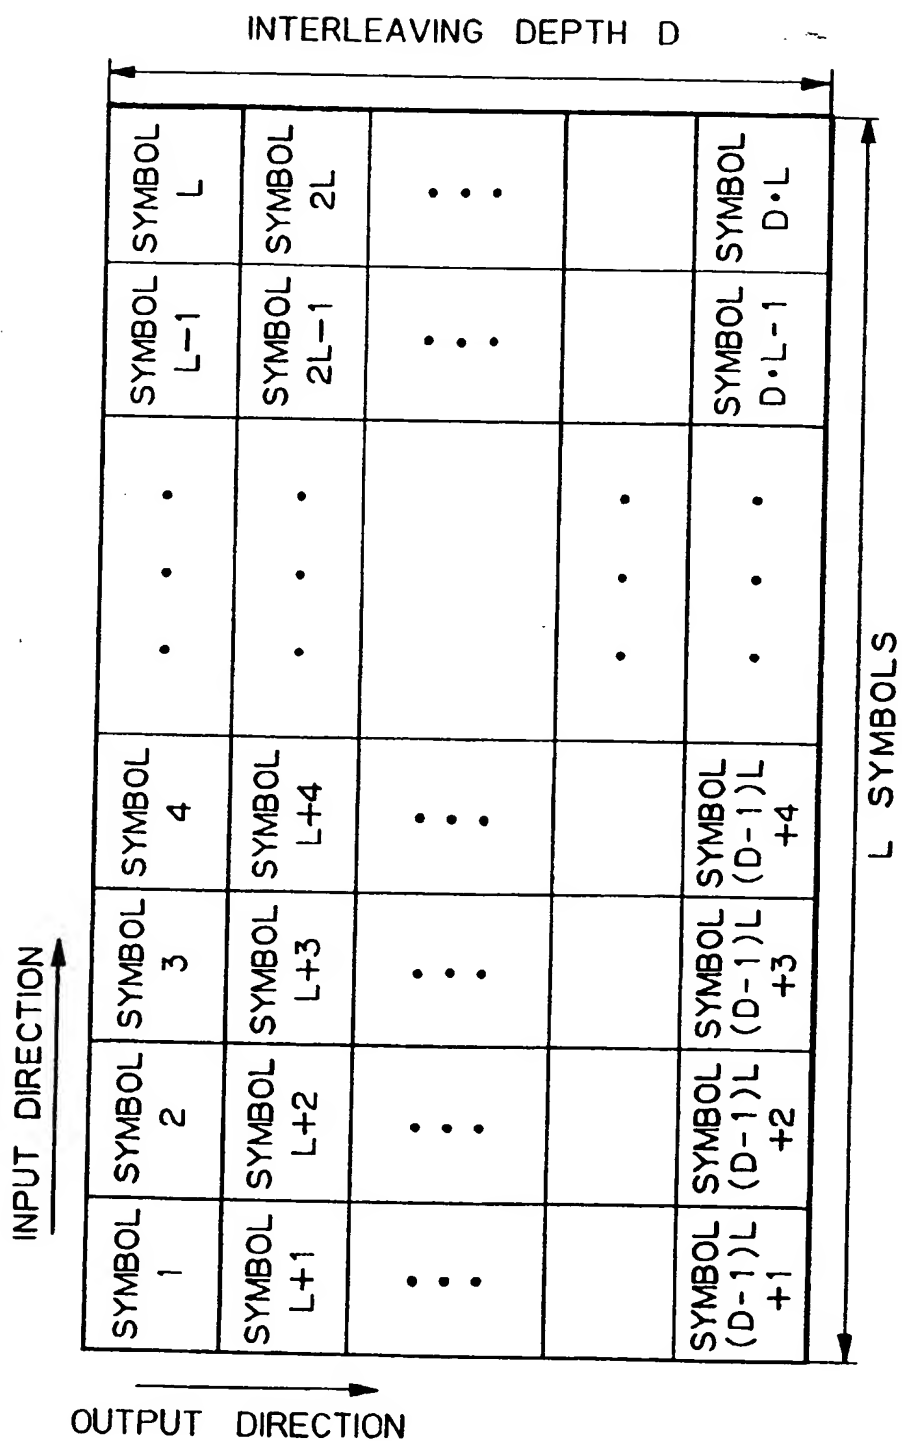 INTERLEAVING DEPTH D
SYMBOL
L
SYMBOL
2L
• • •
SYMBOL
D•L
SYMBOL
L-1
SYMBOL
2L-1
• • •
SYMBOL
D•L-1
• • •
• • •
• • •
• • •
SYMBOL
4
SYMBOL
L+4
• • •
SYMBOL
(D-1)L
+4
SYMBOL
3
SYMBOL
L+3
• • •
SYMBOL
(D-1)L
+3
SYMBOL
2
SYMBOL
L+2
• • •
SYMBOL
(D-1)L
+2
SYMBOL
1
SYMBOL
L+1
• • •
SYMBOL
(D-1)L
+1
L SYMBOLS
INPUT DIRECTION
OUTPUT DIRECTION